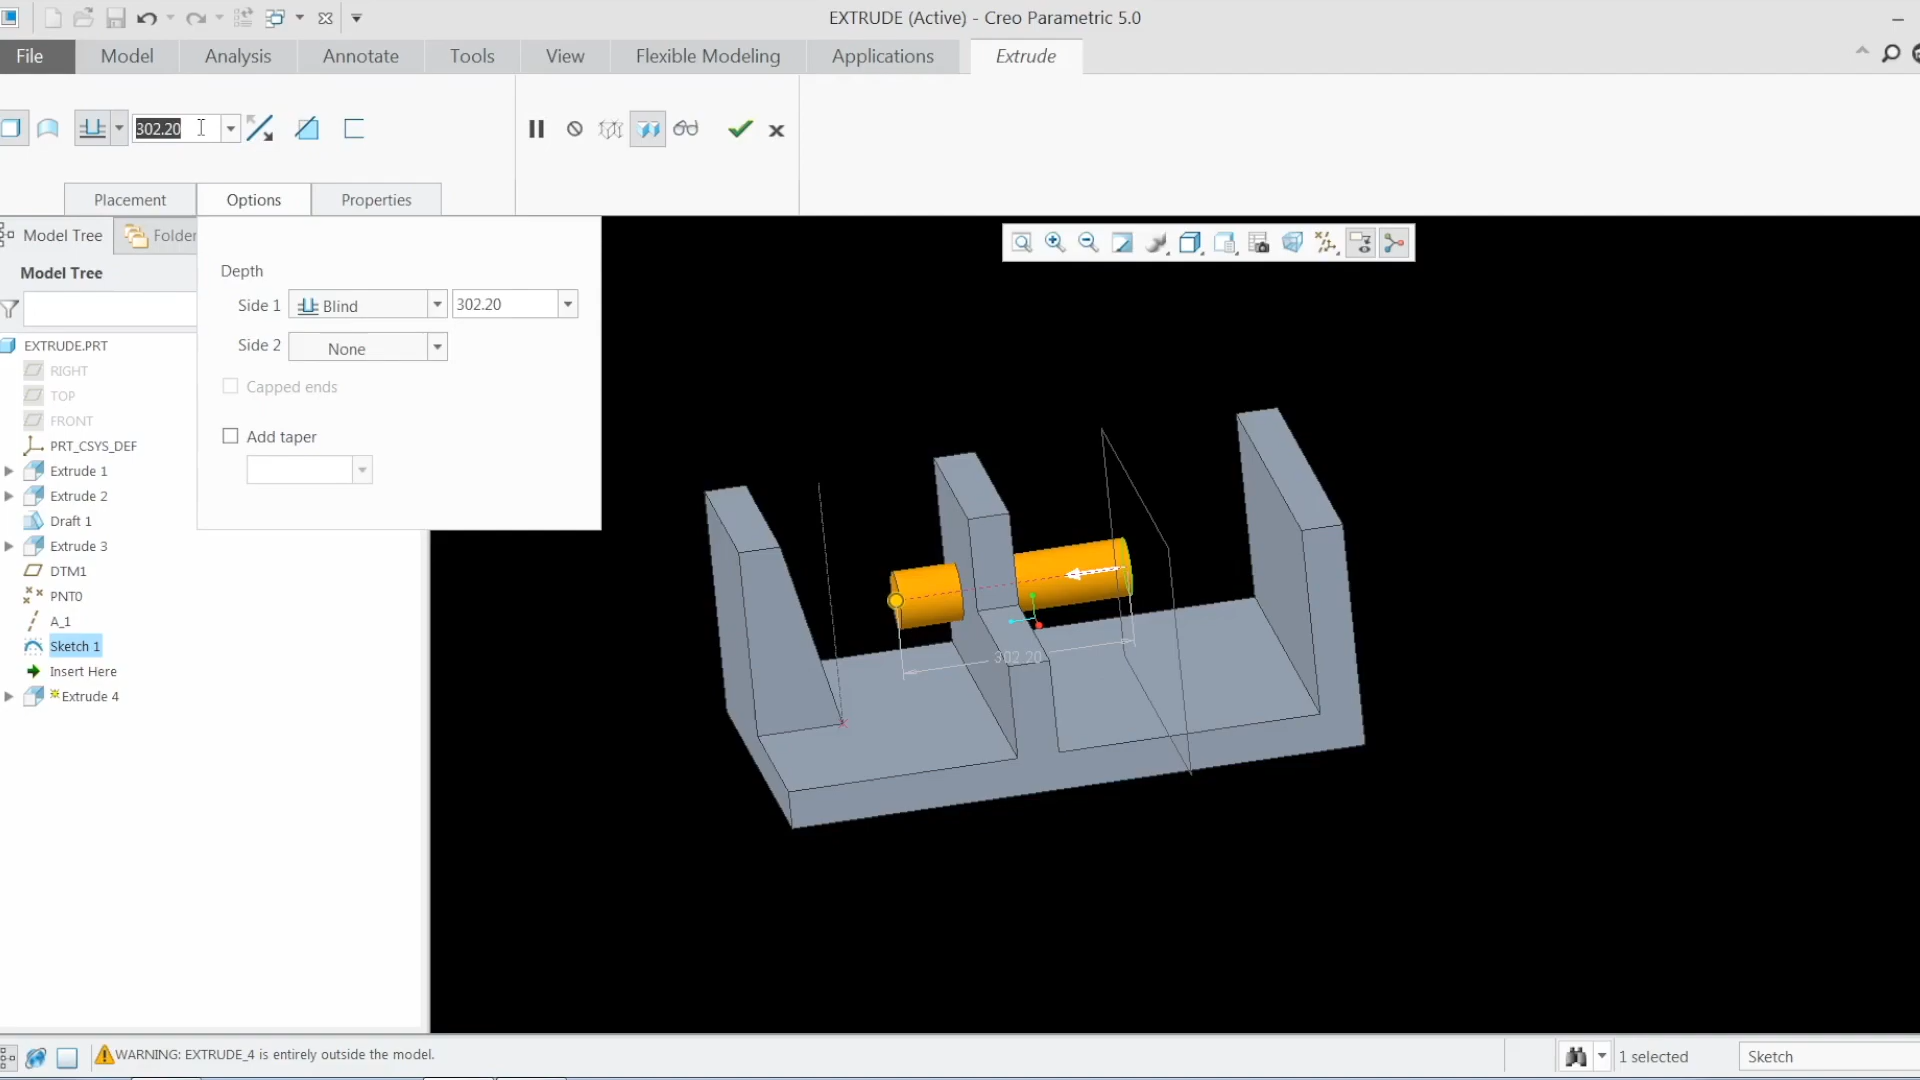 EXTRUDE (Active) - Creo Parametric 5.0
File Model Analysis Annotate Tools View Flexible Modeling Applications Extrude
302.20
Placement Options Properties
Model Tree Folder
Model Tree
Depth
Side 1 Blind 302.20
Side 2 None
Capped ends
Add taper
EXTRUDE.PRT
RIGHT
TOP
FRONT
PRT_CSYS_DEF
Extrude 1
Extrude 2
Draft 1
Extrude 3
DTM1
PNT0
A_1
Sketch 1
Insert Here
Extrude 4
302.20
WARNING: EXTRUDE_4 is entirely outside the model.
1 selected
Sketch